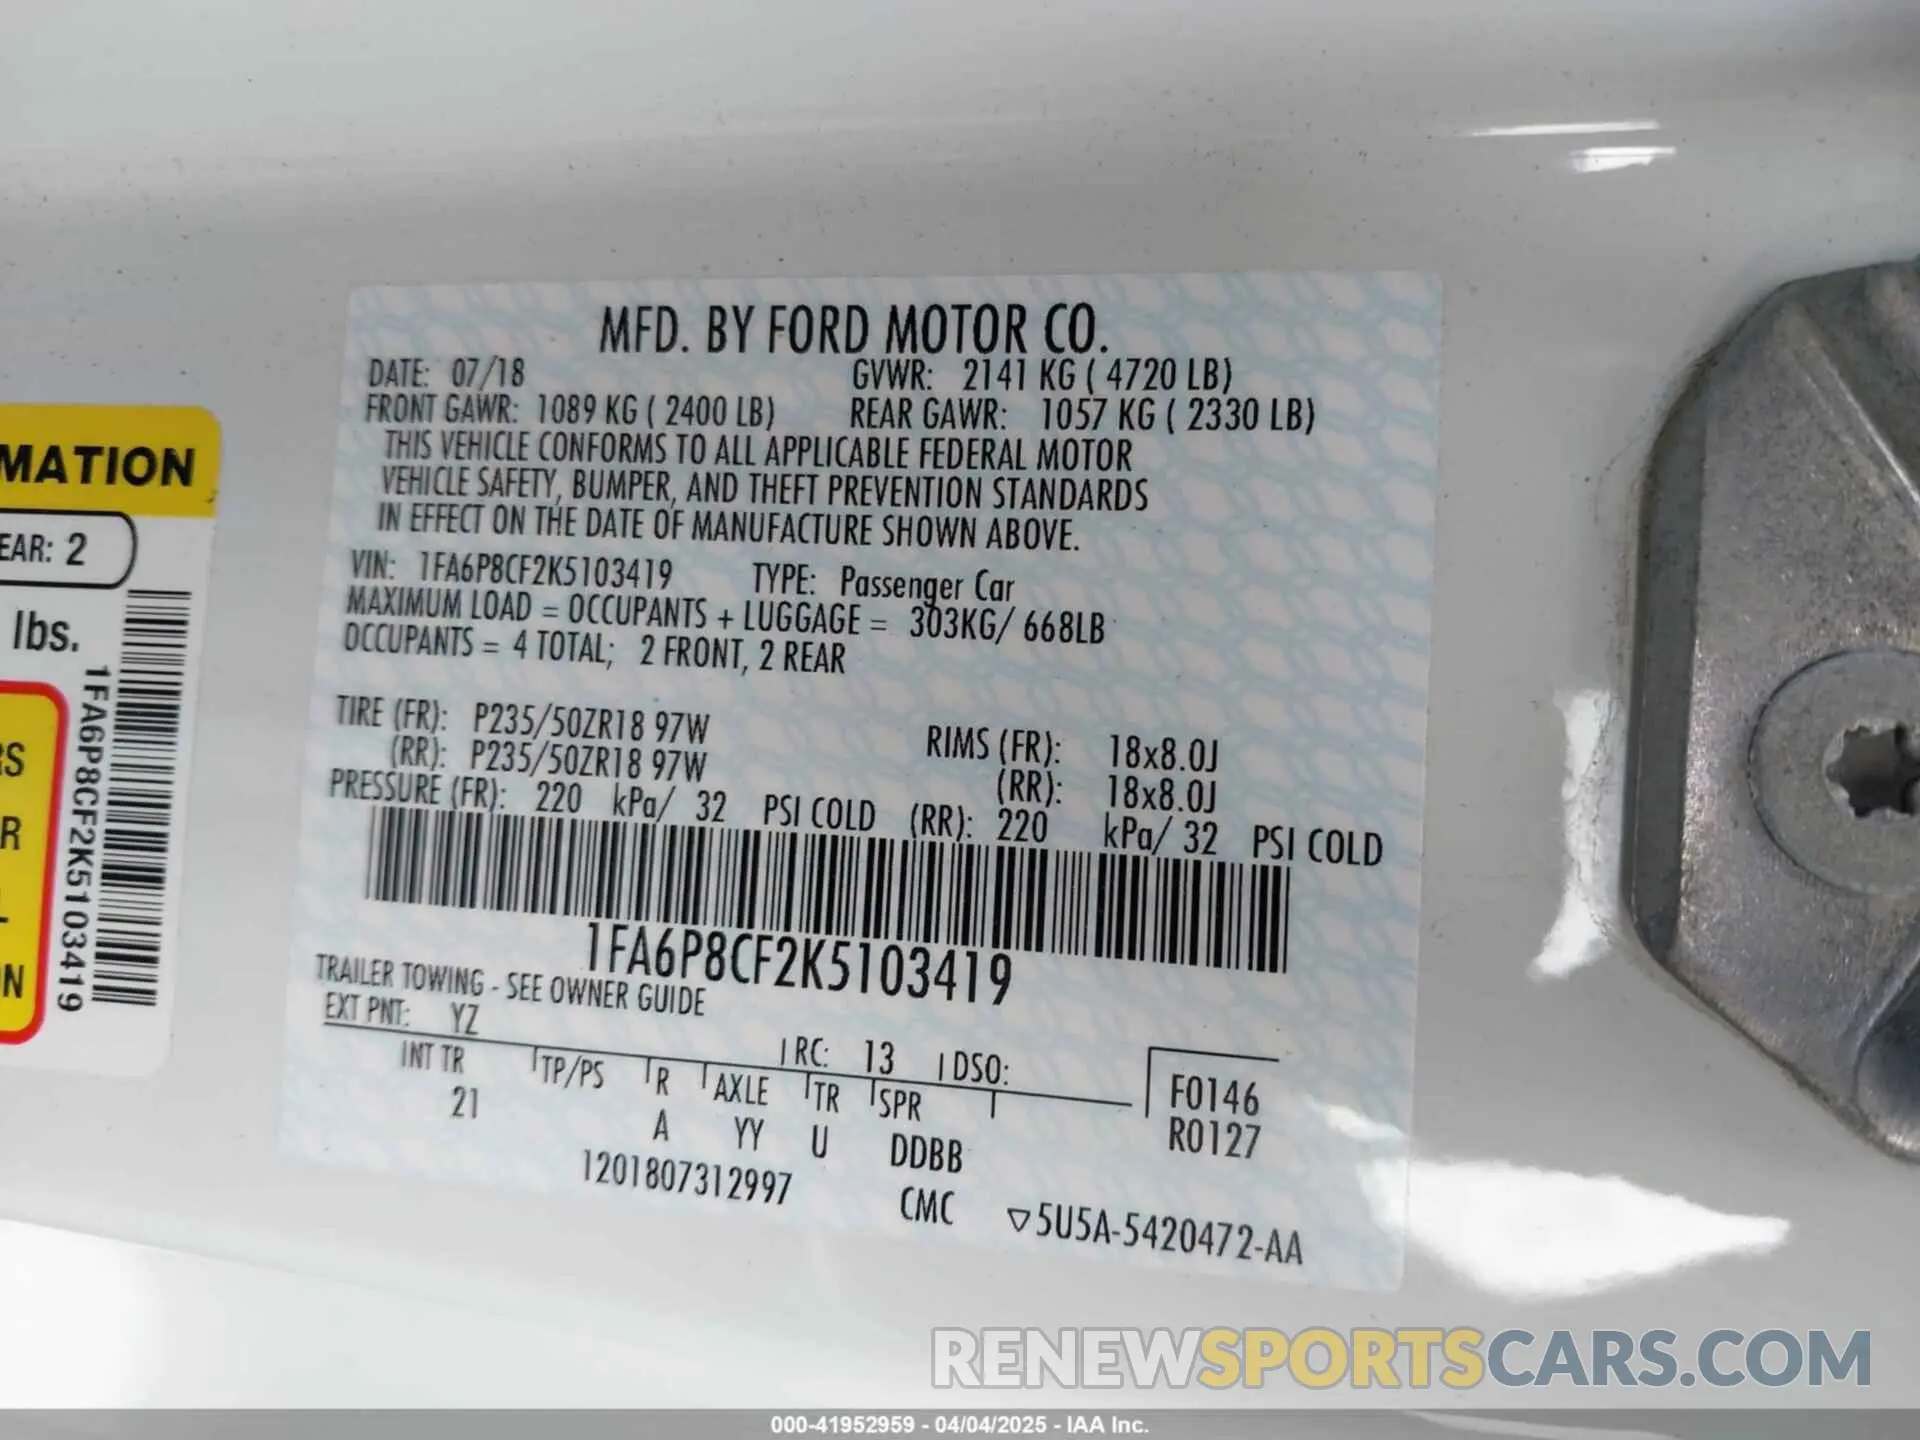 MFD. BY FORD MOTOR CO.
DATE: 07/18 GVWR: 2141 KG ( 4720 LB)
FRONT GAWR: 1089 KG ( 2400 LB) REAR GAWR: 1057 KG ( 2330 LB)
THIS VEHICLE CONFORMS TO ALL APPLICABLE FEDERAL MOTOR
VEHICLE SAFETY, BUMPER, AND THEFT PREVENTION STANDARDS
IN EFFECT ON THE DATE OF MANUFACTURE SHOWN ABOVE.
VIN: 1FA6P8CF2K5103419 TYPE: Passenger Car
MAXIMUM LOAD = OCCUPANTS + LUGGAGE = 303KG/ 668LB
OCCUPANTS = 4 TOTAL; 2 FRONT, 2 REAR
TIRE (FR): P235/50ZR18 97W RIMS (FR): 18x8.0J
(RR): P235/50ZR18 97W (RR): 18x8.0J
PRESSURE (FR): 220 kPa/ 32 PSI COLD (RR): 220 kPa/ 32 PSI COLD
1FA6P8CF2K5103419
TRAILER TOWING - SEE OWNER GUIDE
EXT PNT: YZ RC: 13 DSO:
INT TR TP/PS R AXLE TR SPR F0146
21 A YY U DDBB R0127
1201807312997 CMC ▽5U5A-5420472-AA
MATION
EAR: 2
lbs.
1FA6P8CF2K5103419
RS
R
L
ON
RENEWSPORTSCARS.COM
000-41952959 - 04/04/2025 - IAA Inc.